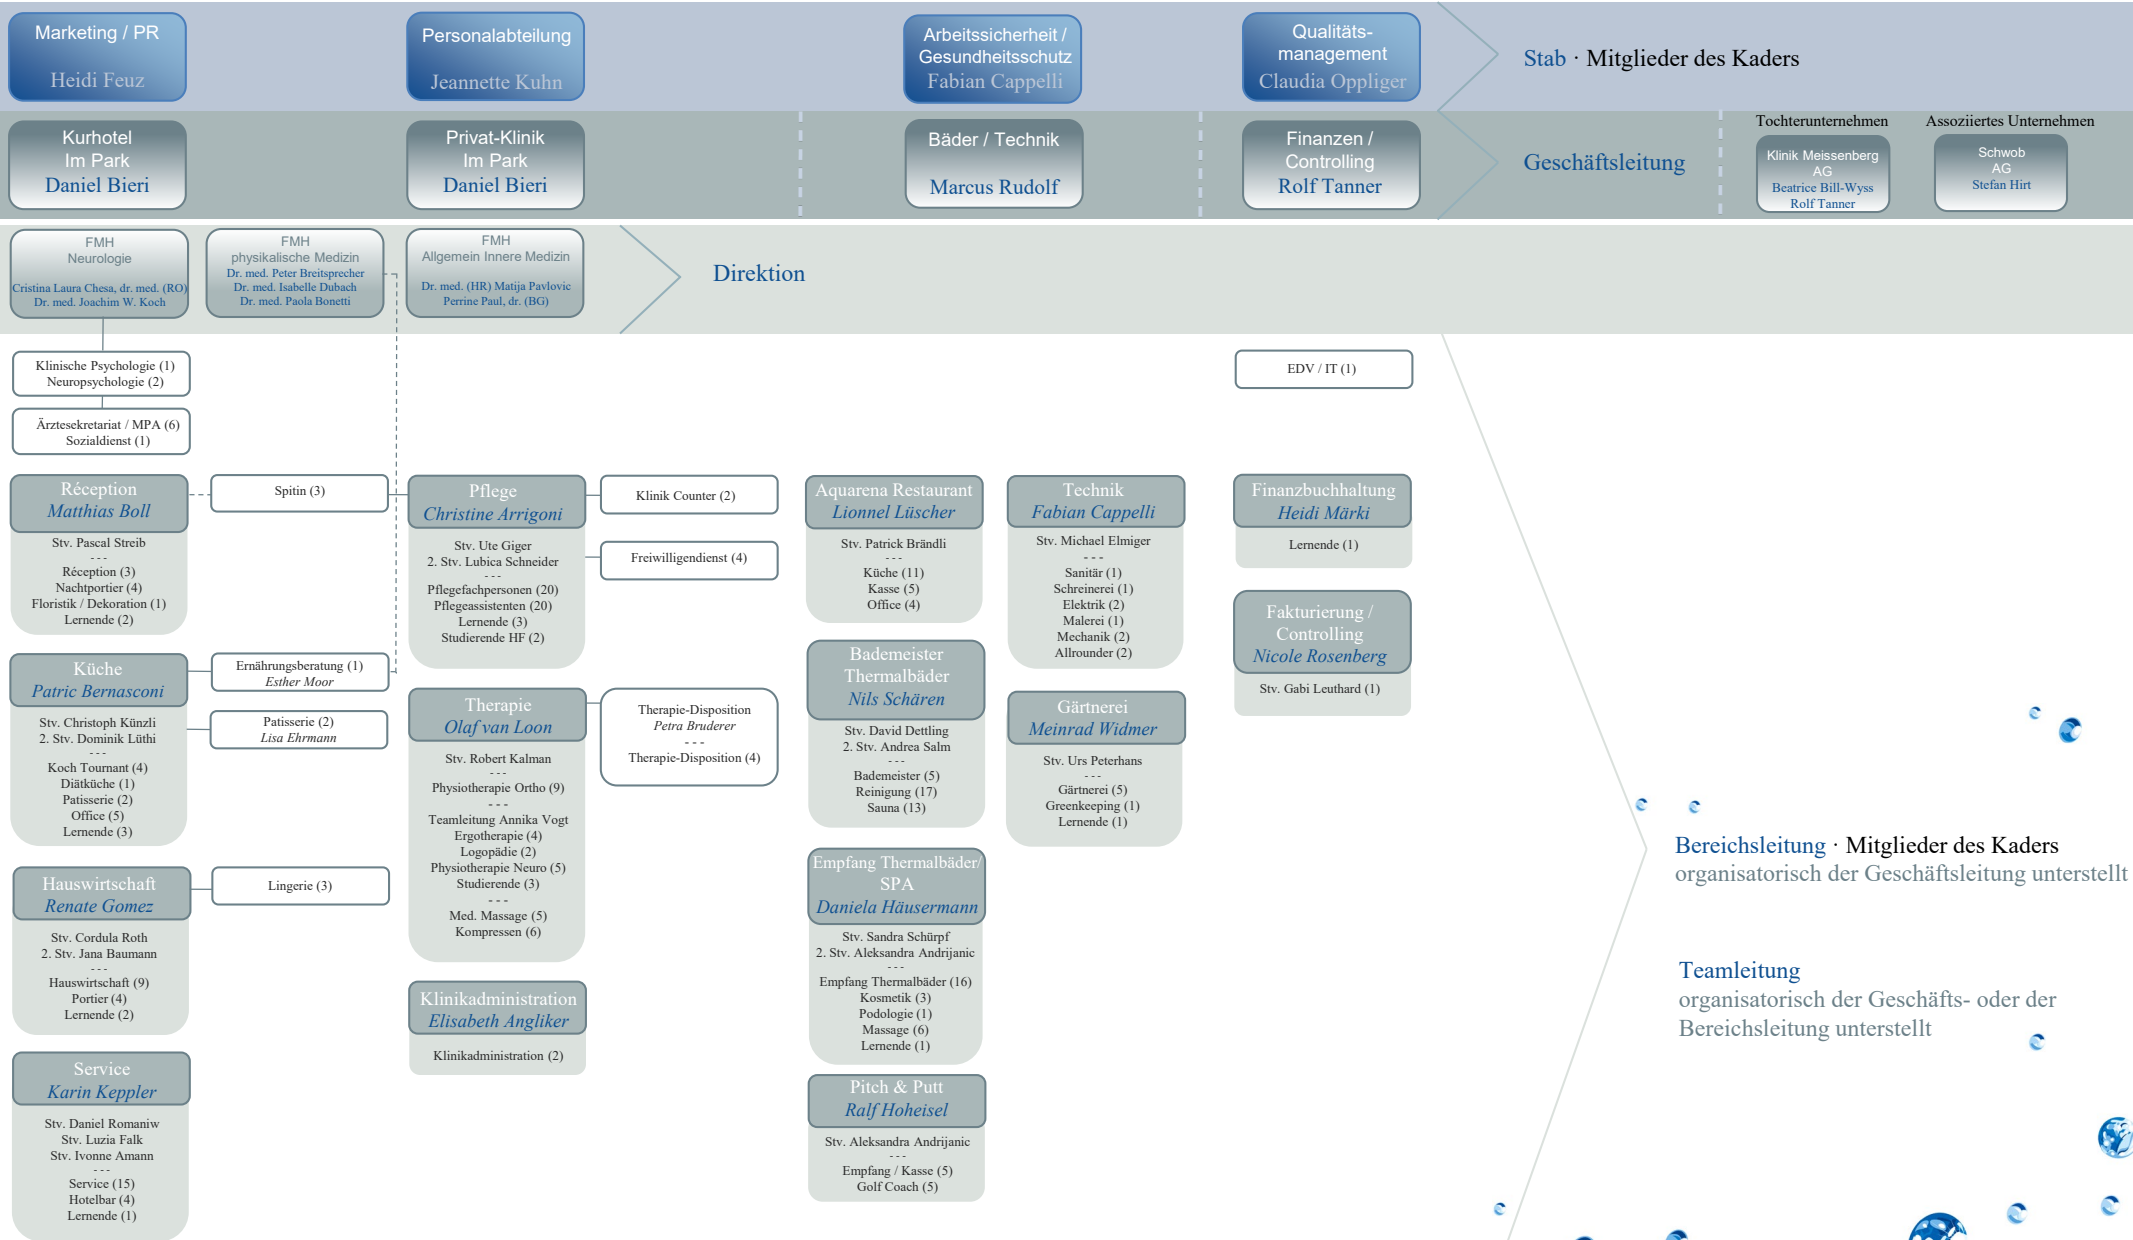 Marketing / PR
Heidi Feuz
Personalabteilung
Jeannette Kuhn
Arbeitssicherheit /
Gesundheitsschutz
Fabian Cappelli
Qualitäts-
management
Claudia Oppliger
Stab · Mitglieder des Kaders
Kurhotel
Im Park
Daniel Bieri
Privat-Klinik
Im Park
Daniel Bieri
Bäder / Technik
Marcus Rudolf
Finanzen /
Controlling
Rolf Tanner
Geschäftsleitung
Tochterunternehmen
Klinik Meissenberg
AG
Beatrice Bill-Wyss
Rolf Tanner
Assoziiertes Unternehmen
Schwob
AG
Stefan Hirt
FMH
Neurologie
Cristina Laura Chesa, dr. med. (RO)
Dr. med. Joachim W. Koch
FMH
physikalische Medizin
Dr. med. Peter Breitsprecher
Dr. med. Isabelle Dubach
Dr. med. Paola Bonetti
FMH
Allgemein Innere Medizin
Dr. med. (HR) Matija Pavlovic
Perrine Paul, dr. (BG)
Direktion
Klinische Psychologie (1)
Neuropsychologie (2)
Ärztesekretariat / MPA (6)
Sozialdienst (1)
EDV / IT (1)
Réception
Matthias Boll
Stv. Pascal Streib
- - -
Réception (3)
Nachtportier (4)
Floristik / Dekoration (1)
Lernende (2)
Spitin (3)
Küche
Patric Bernasconi
Stv. Christoph Künzli
2. Stv. Dominik Lüthi
- - -
Koch Tournant (4)
Diätküche (1)
Patisserie (2)
Office (5)
Lernende (3)
Ernährungsberatung (1)
Esther Moor
Patisserie (2)
Lisa Ehrmann
Hauswirtschaft
Renate Gomez
Stv. Cordula Roth
2. Stv. Jana Baumann
- - -
Hauswirtschaft (9)
Portier (4)
Lernende (2)
Lingerie (3)
Service
Karin Keppler
Stv. Daniel Romaniw
Stv. Luzia Falk
Stv. Ivonne Amann
- - -
Service (15)
Hotelbar (4)
Lernende (1)
Pflege
Christine Arrigoni
Stv. Ute Giger
2. Stv. Lubica Schneider
- - -
Pflegefachpersonen (20)
Pflegeassistenten (20)
Lernende (3)
Studierende HF (2)
Klinik Counter (2)
Freiwilligendienst (4)
Therapie
Olaf van Loon
Stv. Robert Kalman
- - -
Physiotherapie Ortho (9)
- - -
Teamleitung Annika Vogt
Ergotherapie (4)
Logopädie (2)
Physiotherapie Neuro (5)
Studierende (3)
- - -
Med. Massage (5)
Kompressen (6)
Therapie-Disposition
Petra Bruderer
- - -
Therapie-Disposition (4)
Klinikadministration
Elisabeth Angliker
Klinikadministration (2)
Aquarena Restaurant
Lionnel Lüscher
Stv. Patrick Brändli
- - -
Küche (11)
Kasse (5)
Office (4)
Bademeister
Thermalbäder
Nils Schären
Stv. David Dettling
2. Stv. Andrea Salm
- - -
Bademeister (5)
Reinigung (17)
Sauna (13)
Empfang Thermalbäder/
SPA
Daniela Häusermann
Stv. Sandra Schürpf
2. Stv. Aleksandra Andrijanic
- - -
Empfang Thermalbäder (16)
Kosmetik (3)
Podologie (1)
Massage (6)
Lernende (1)
Pitch & Putt
Ralf Hoheisel
Stv. Aleksandra Andrijanic
- - -
Empfang / Kasse (5)
Golf Coach (5)
Technik
Fabian Cappelli
Stv. Michael Elmiger
- - -
Sanitär (1)
Schreinerei (1)
Elektrik (2)
Malerei (1)
Mechanik (2)
Allrounder (2)
Gärtnerei
Meinrad Widmer
Stv. Urs Peterhans
- - -
Gärtnerei (5)
Greenkeeping (1)
Lernende (1)
Finanzbuchhaltung
Heidi Märki
Lernende (1)
Fakturierung /
Controlling
Nicole Rosenberg
Stv. Gabi Leuthard (1)
Bereichsleitung · Mitglieder des Kaders
organisatorisch der Geschäftsleitung unterstellt
Teamleitung
organisatorisch der Geschäfts- oder der
Bereichsleitung unterstellt